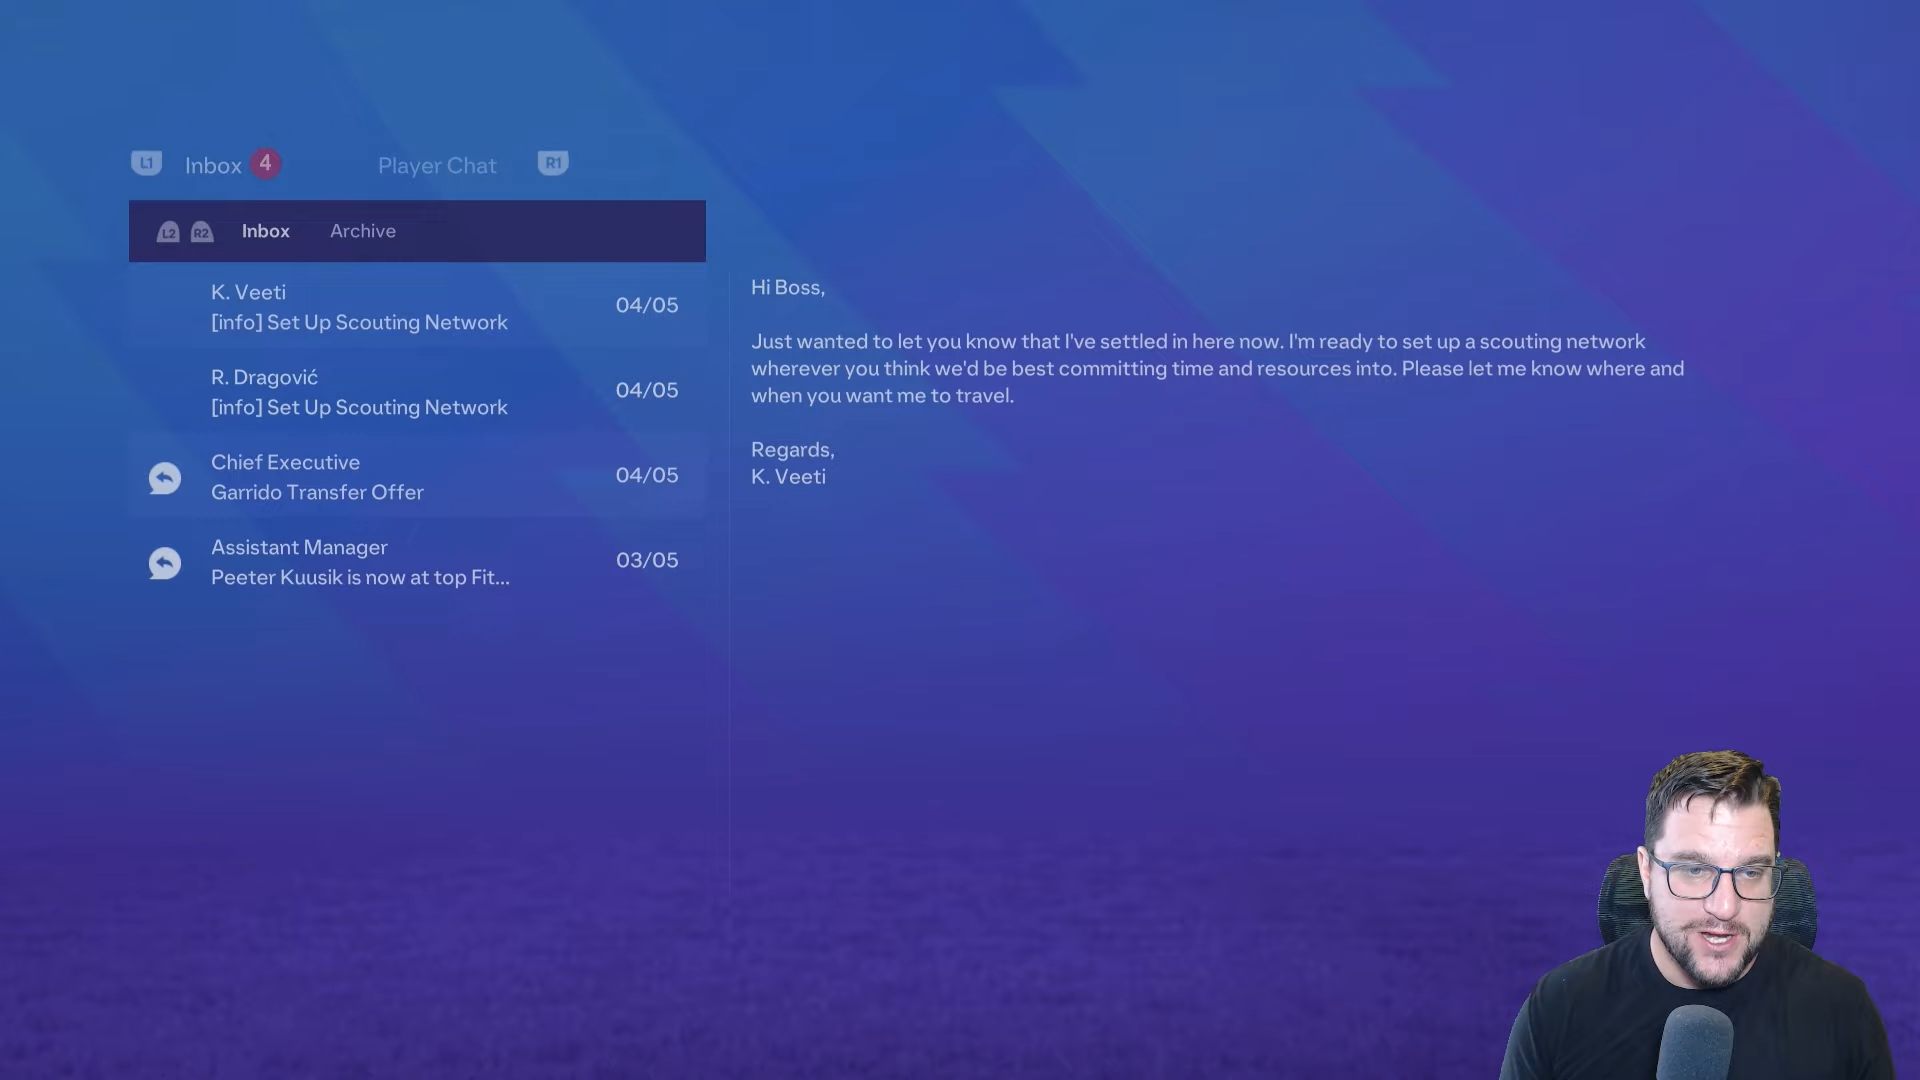 L1 Inbox 4 Player Chat R1
L2 R2 Inbox Archive
K. Veeti
[info] Set Up Scouting Network
04/05
R. Dragović
[info] Set Up Scouting Network
04/05
Chief Executive
Garrido Transfer Offer
04/05
Assistant Manager
Peeter Kuusik is now at top Fit...
03/05
Hi Boss,
Just wanted to let you know that I've settled in here now. I'm ready to set up a scouting network
wherever you think we'd be best committing time and resources into. Please let me know where and
when you want me to travel.
Regards,
K. Veeti